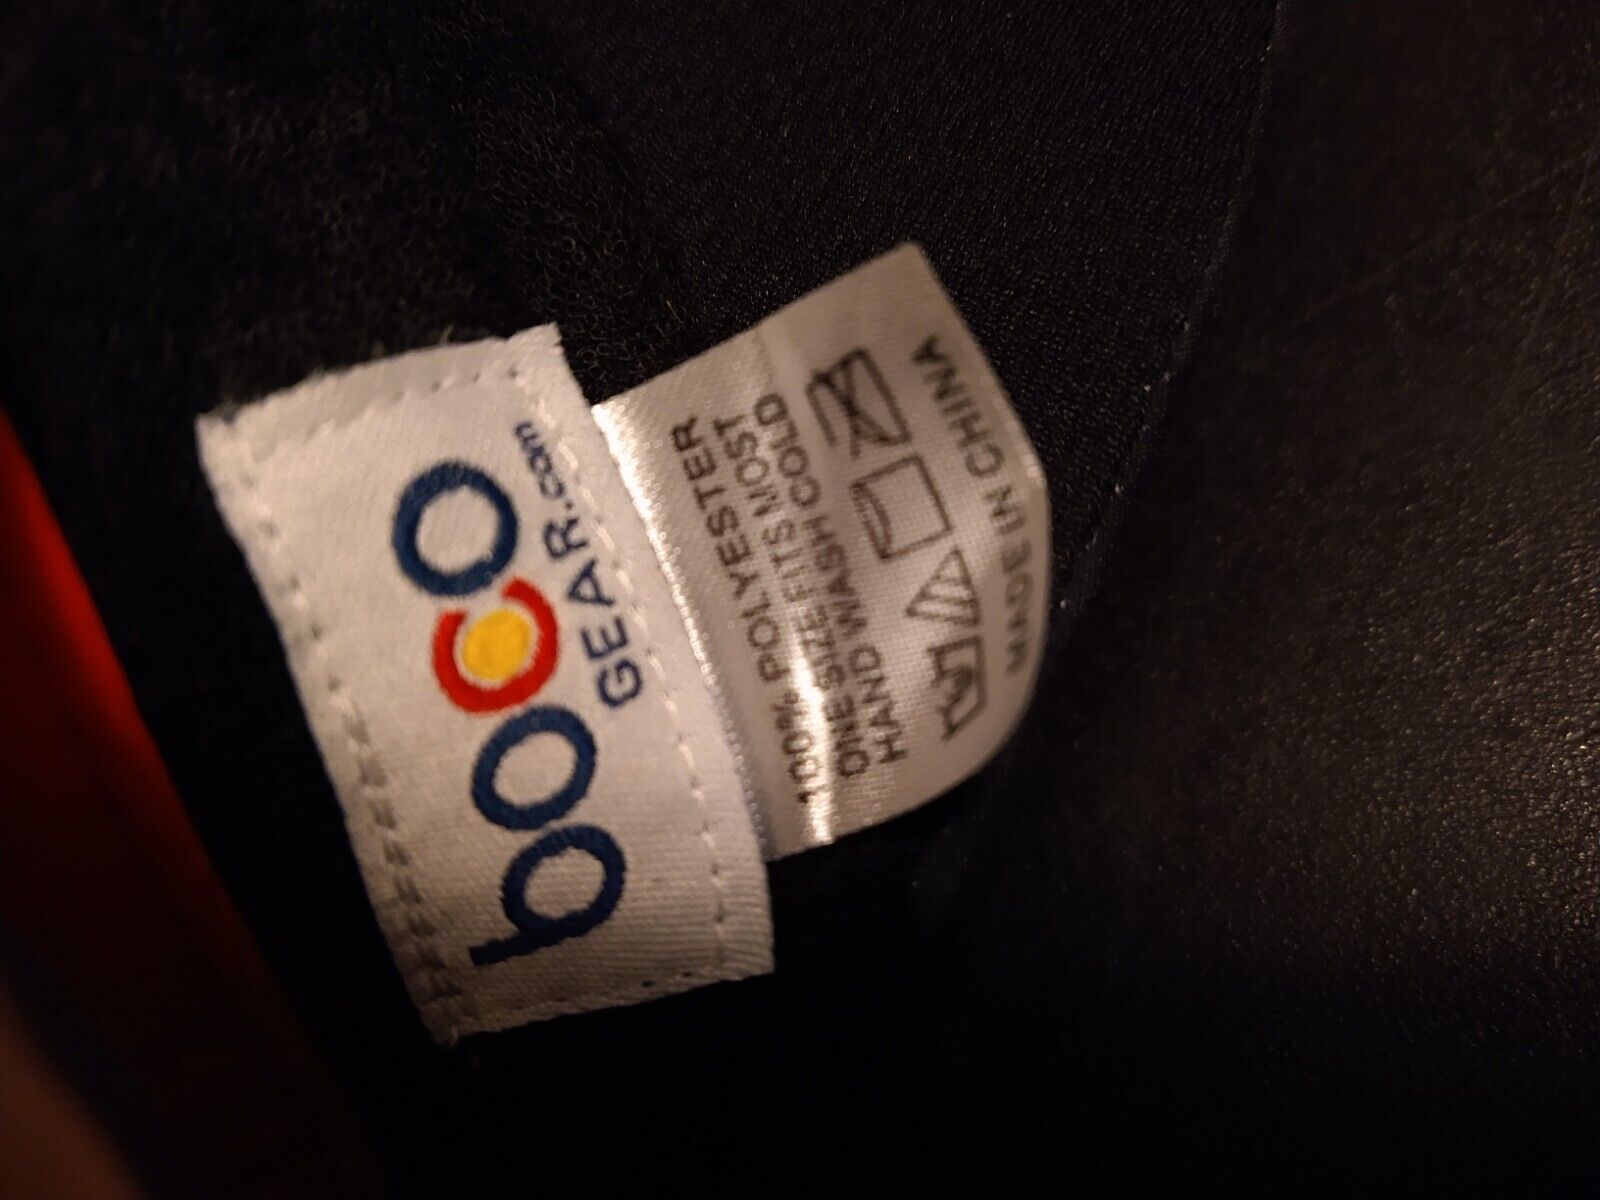 boco
GEAR.com
100% POLYESTER
ONE SIZE FITS MOST
HAND WASH COLD
MADE IN CHINA